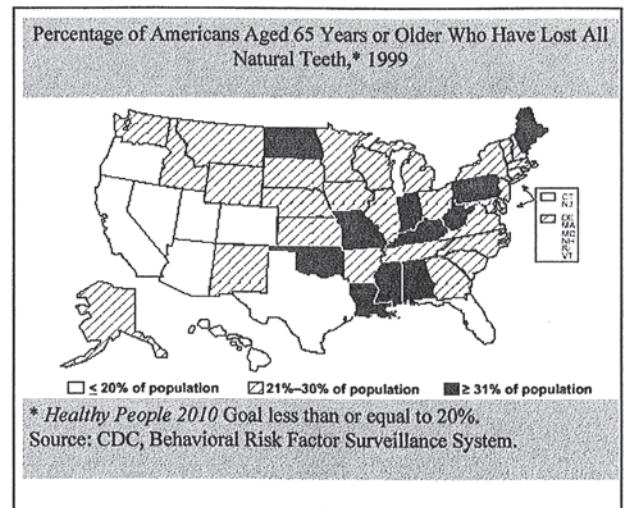 Percentage of Americans Aged 65 Years or Older Who Have Lost All
Natural Teeth,* 1999
CT
NJ
DE
MA
MD
NH
RI
VT
≤ 20% of population 21%–30% of population ≥ 31% of population
* Healthy People 2010 Goal less than or equal to 20%.
Source: CDC, Behavioral Risk Factor Surveillance System.